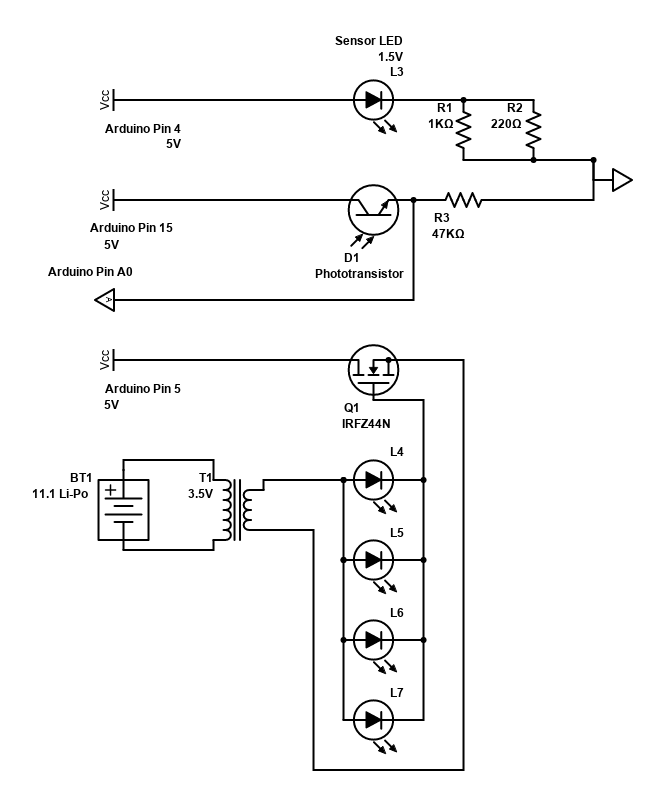 Sensor LED
1.5V
L3
Vcc
R1
1KΩ
R2
220Ω
Arduino Pin 4
5V
Vcc
Arduino Pin 15
5V
R3
47KΩ
D1
Phototransistor
Arduino Pin A0
A
Vcc
Arduino Pin 5
5V
Q1
IRFZ44N
L4
BT1
11.1 Li-Po
+
T1
3.5V
L5
L6
L7